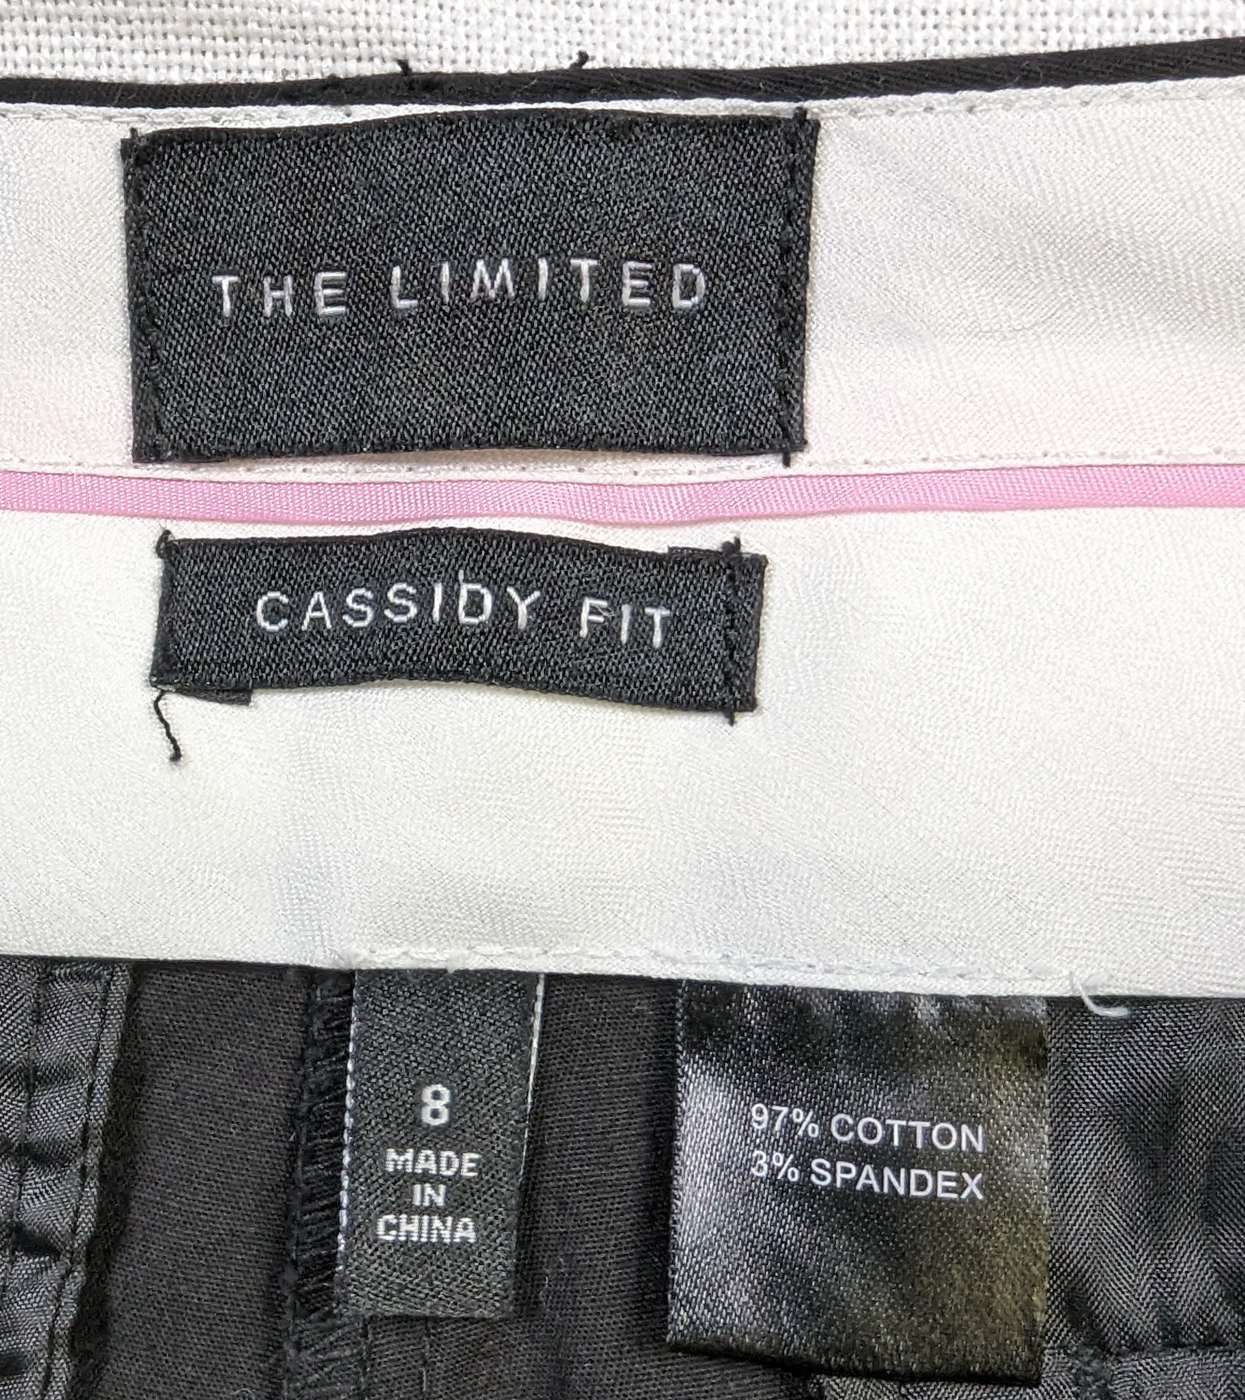 THE LIMITED
CASSIDY FIT
8
MADE
IN
CHINA
97% COTTON
3% SPANDEX